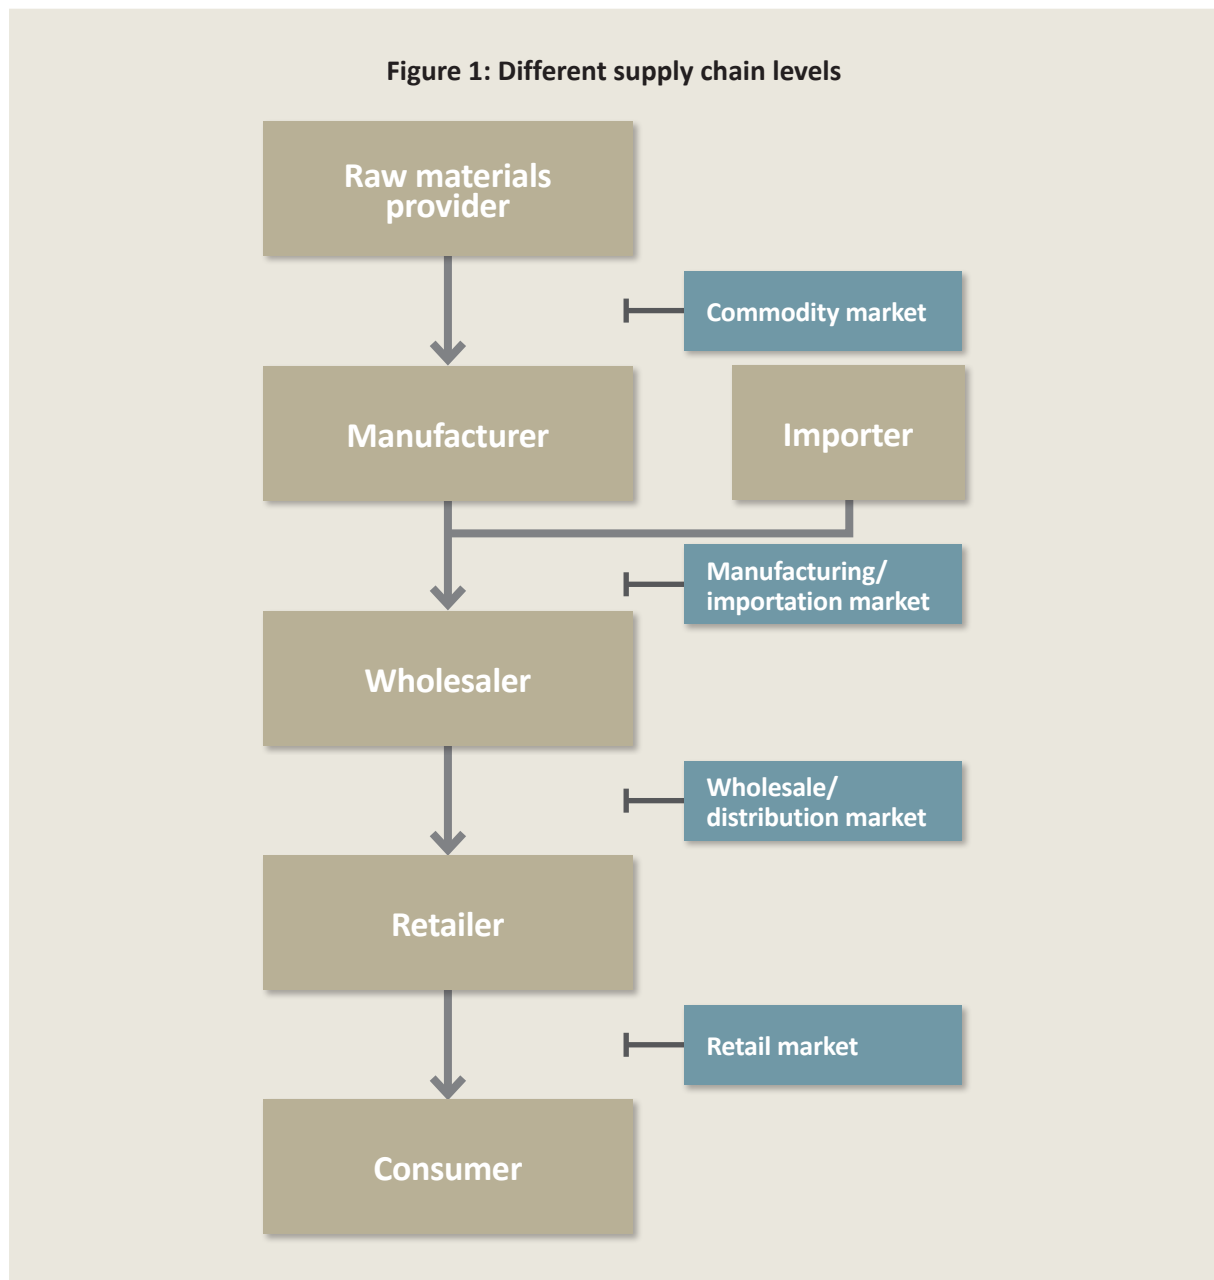 Figure 1: Different supply chain levels
Raw materials
provider
Commodity market
Manufacturer
Importer
Manufacturing/
importation market
Wholesaler
Wholesale/
distribution market
Retailer
Retail market
Consumer